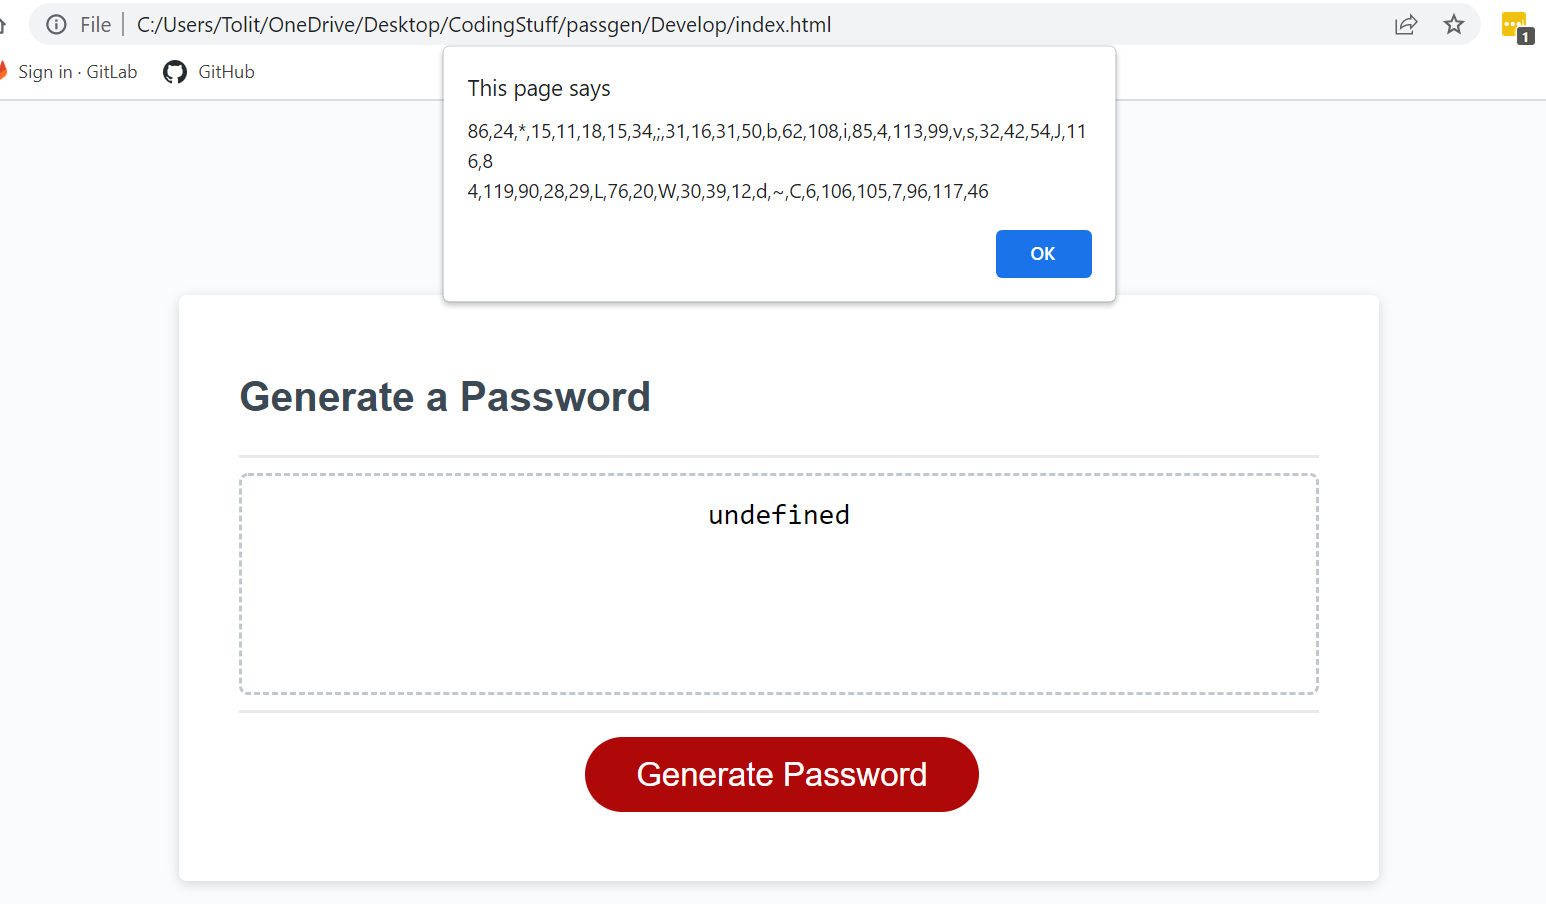 File C:/Users/Tolit/OneDrive/Desktop/CodingStuff/passgen/Develop/index.html
1
Sign in · GitLab GitHub
This page says
86,24,*,15,11,18,15,34,;,31,16,31,50,b,62,108,i,85,4,113,99,v,s,32,42,54,J,11
6,8
4,119,90,28,29,L,76,20,W,30,39,12,d,~,C,6,106,105,7,96,117,46
OK
Generate a Password
undefined
Generate Password